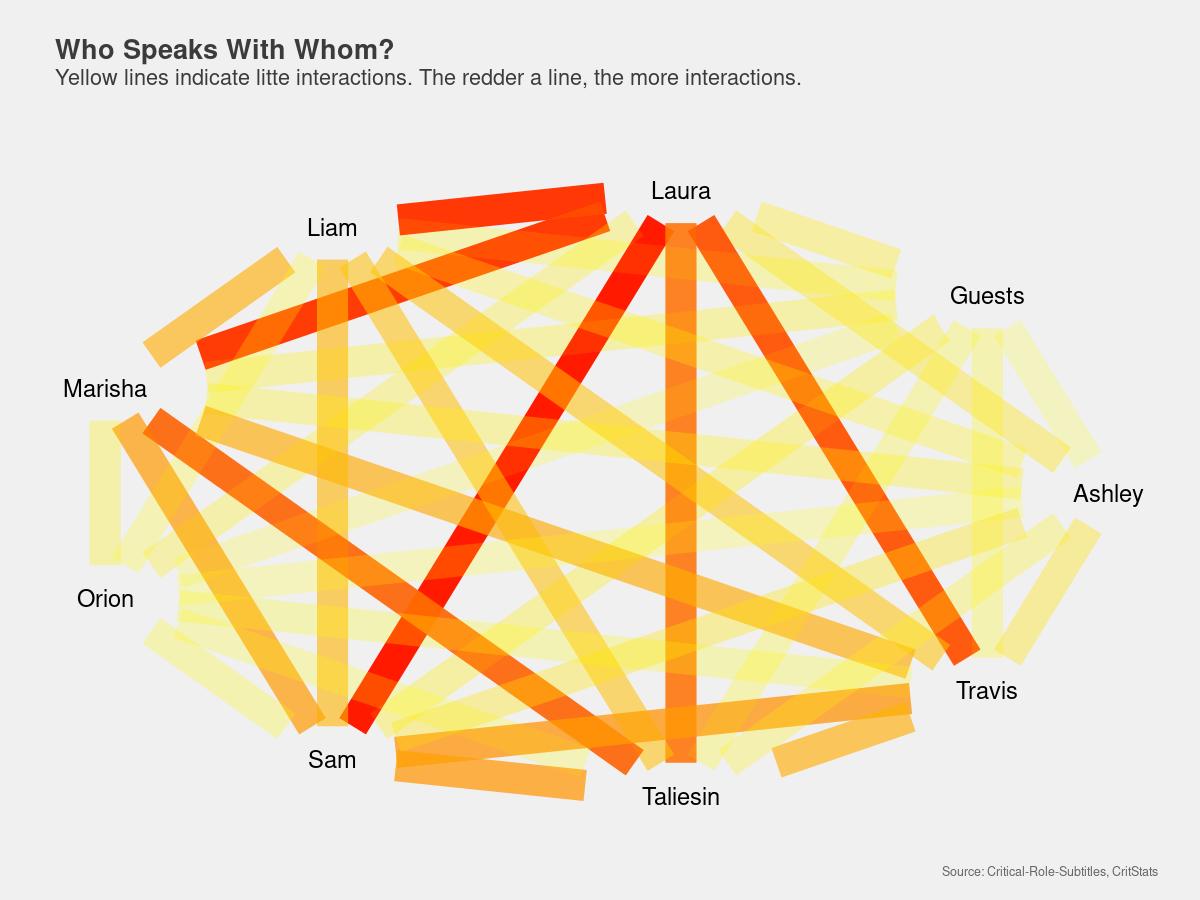 Who Speaks With Whom?
Yellow lines indicate litte interactions. The redder a line, the more interactions.
Laura
Liam
Guests
Marisha
Ashley
Orion
Travis
Sam
Taliesin
Source: Critical-Role-Subtitles, CritStats